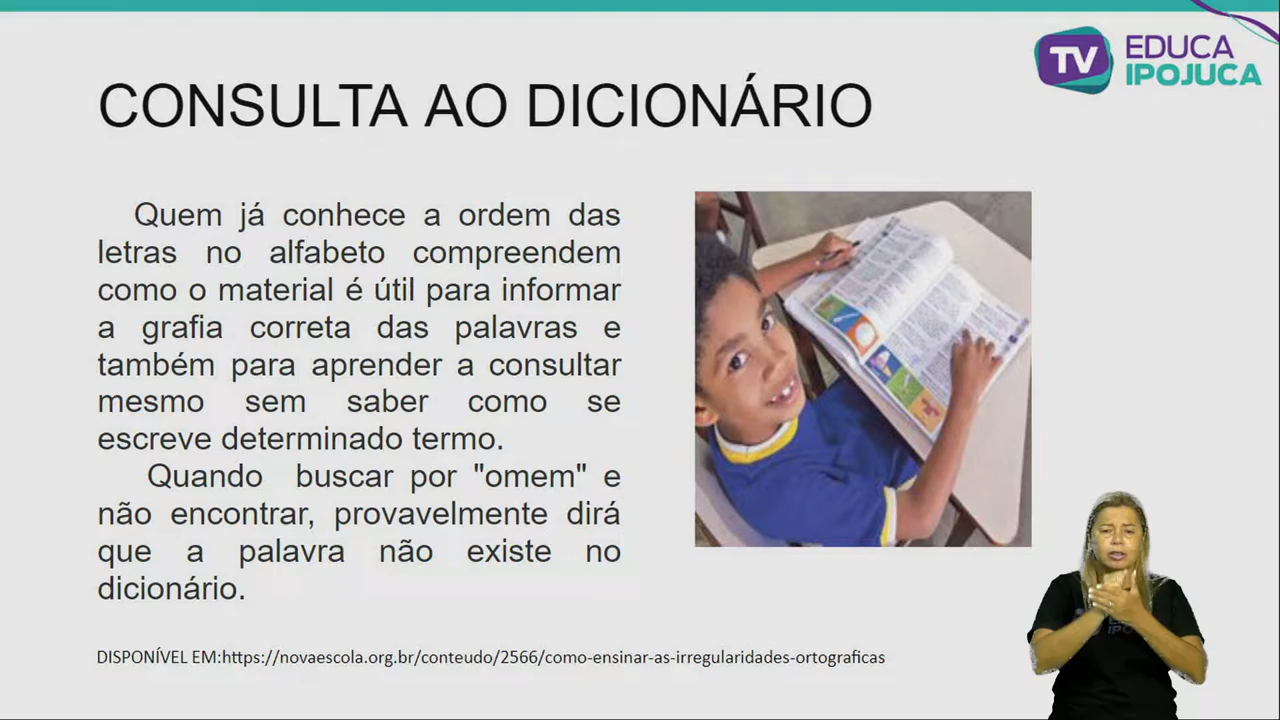 TV EDUCA
IPOJUCA
CONSULTA AO DICIONÁRIO
Quem já conhece a ordem das
letras no alfabeto compreendem
como o material é útil para informar
a grafia correta das palavras e
também para aprender a consultar
mesmo sem saber como se
escreve determinado termo.
Quando buscar por "omem" e
não encontrar, provavelmente dirá
que a palavra não existe no
dicionário.
DISPONÍVEL EM:https://novaescola.org.br/conteudo/2566/como-ensinar-as-irregularidades-ortograficas